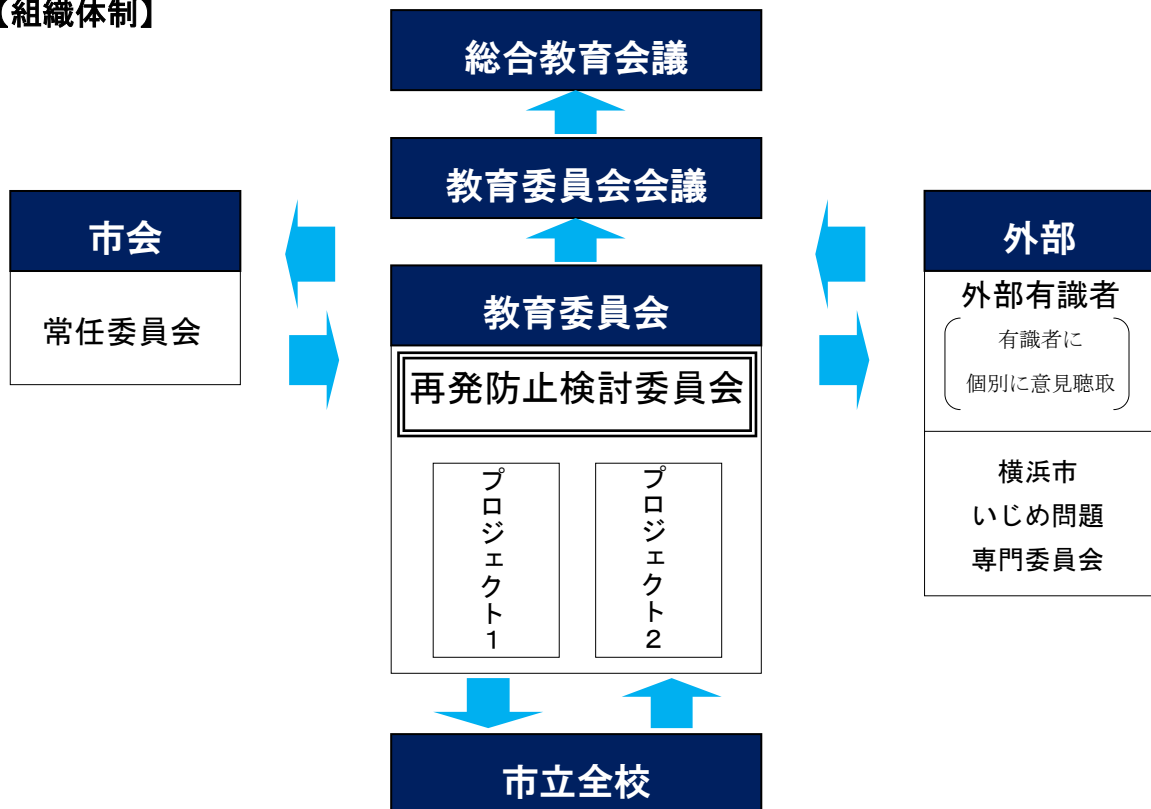 【組織体制】
総合教育会議
教育委員会会議
市会
常任委員会
教育委員会
再発防止検討委員会
プロジェクト1
プロジェクト2
外部
外部有識者
有識者に
個別に意見聴取
横浜市
いじめ問題
専門委員会
市立全校